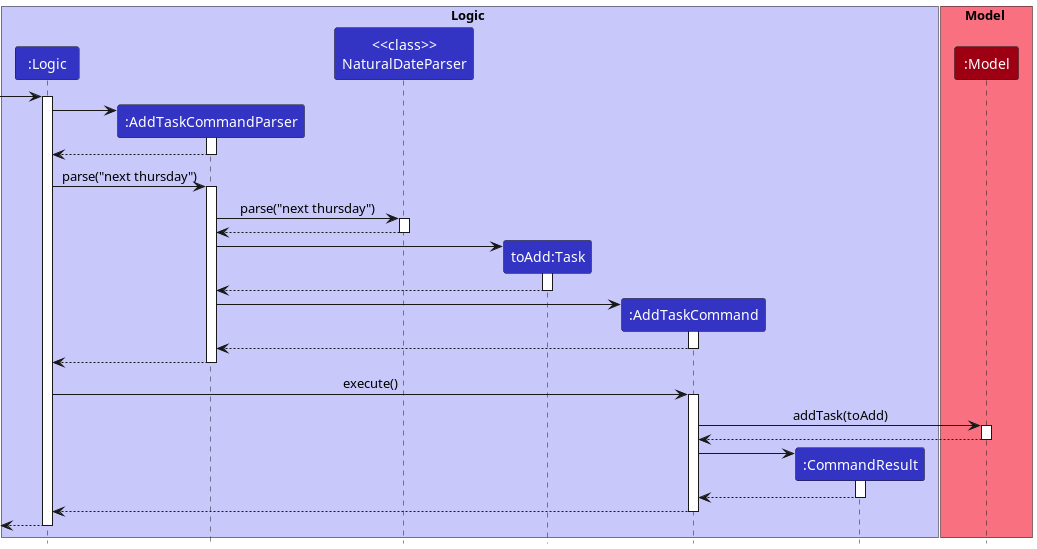 Logic
Model
<<class>>
NaturalDateParser
:Logic
:Model
:AddTaskCommandParser
parse("next thursday")
parse("next thursday")
toAdd:Task
:AddTaskCommand
execute()
addTask(toAdd)
:CommandResult